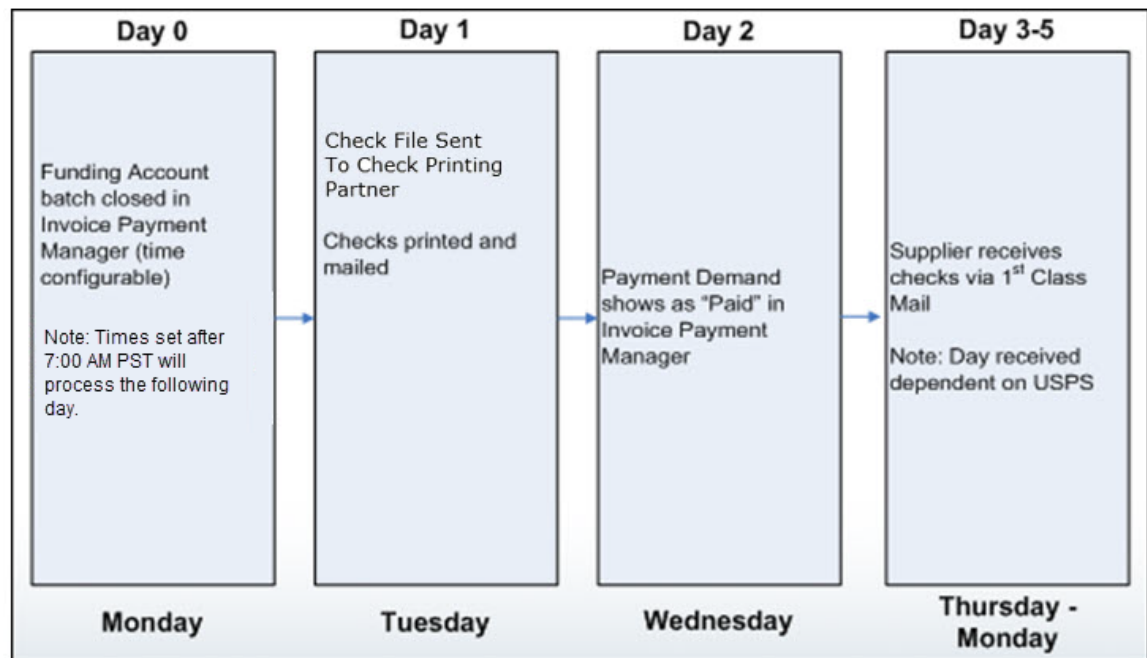 Day 0
Funding Account
batch closed in
Invoice Payment
Manager (time
configurable)
Note: Times set after
7:00 AM PST will
process the following
day.
Monday
Day 1
Check File Sent
To Check Printing
Partner
Checks printed and
mailed
Tuesday
Day 2
Payment Demand
shows as “Paid” in
Invoice Payment
Manager
Wednesday
Day 3-5
Supplier receives
checks via 1st Class
Mail
Note: Day received
dependent on USPS
Thursday -
Monday